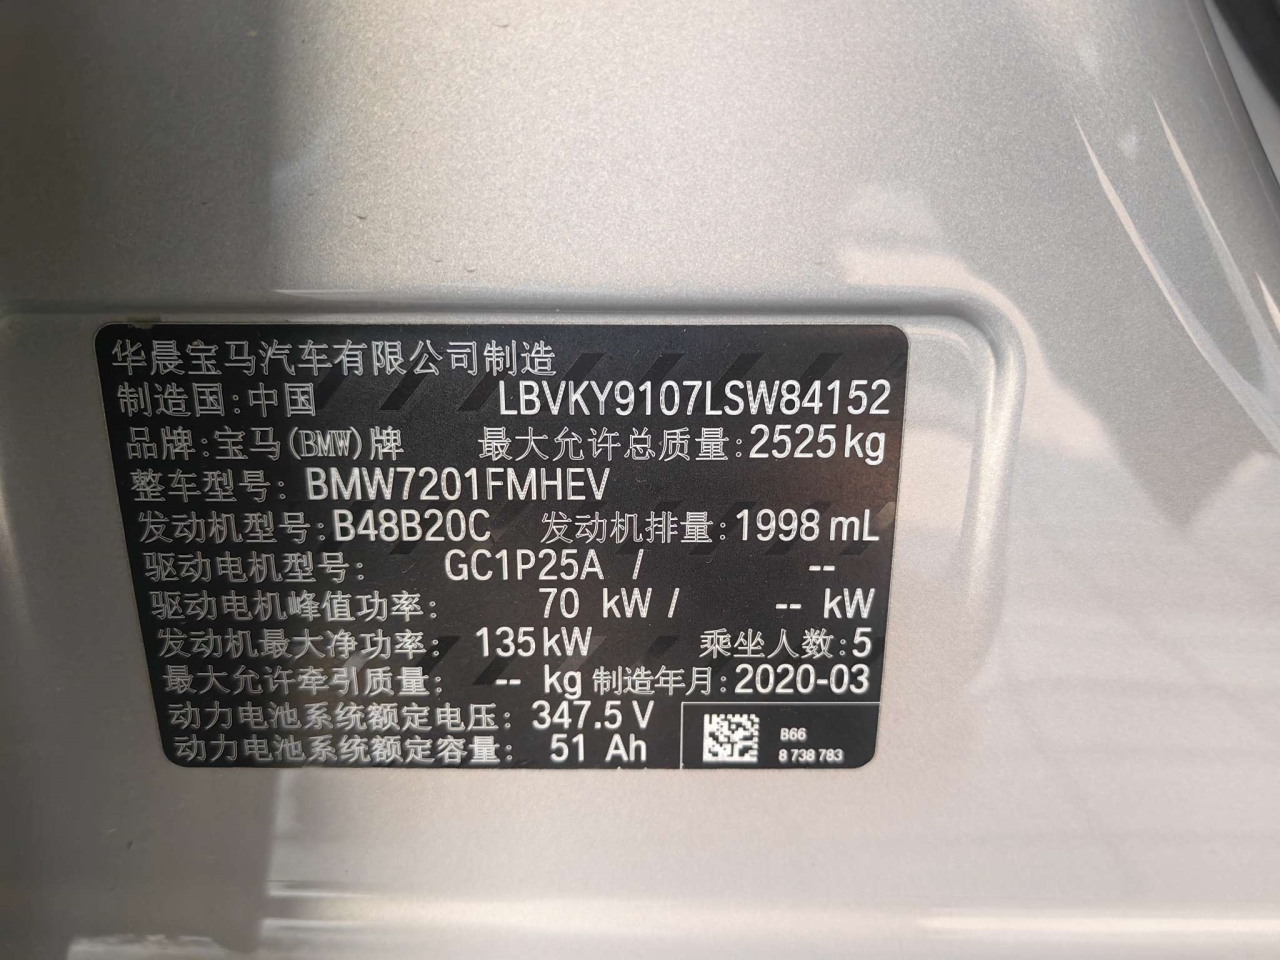 华晨宝马汽车有限公司制造
制造国:中国 LBVKY9107LSW84152
品牌:宝马(BMW)牌 最大允许总质量:2525kg
整车型号: BMW7201FMHEV
发动机型号:B48B20C 发动机排量:1998 mL
驱动电机型号: GC1P25A / --
驱动电机峰值功率: 70 kW / -- kW
发动机最大净功率: 135kW 乘坐人数:5
最大允许牵引质量: -- kg 制造年月:2020-03
动力电池系统额定电压: 347.5 V
动力电池系统额定容量: 51 Ah
B66
8 738 783